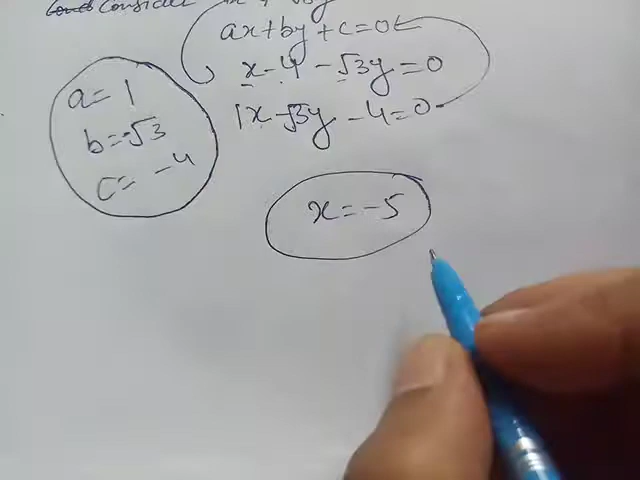 Consider
ax+by+c=0
x-4-√3y=0
1x-√3y-4=0
a=1
b=-√3
c=-4
x=-5